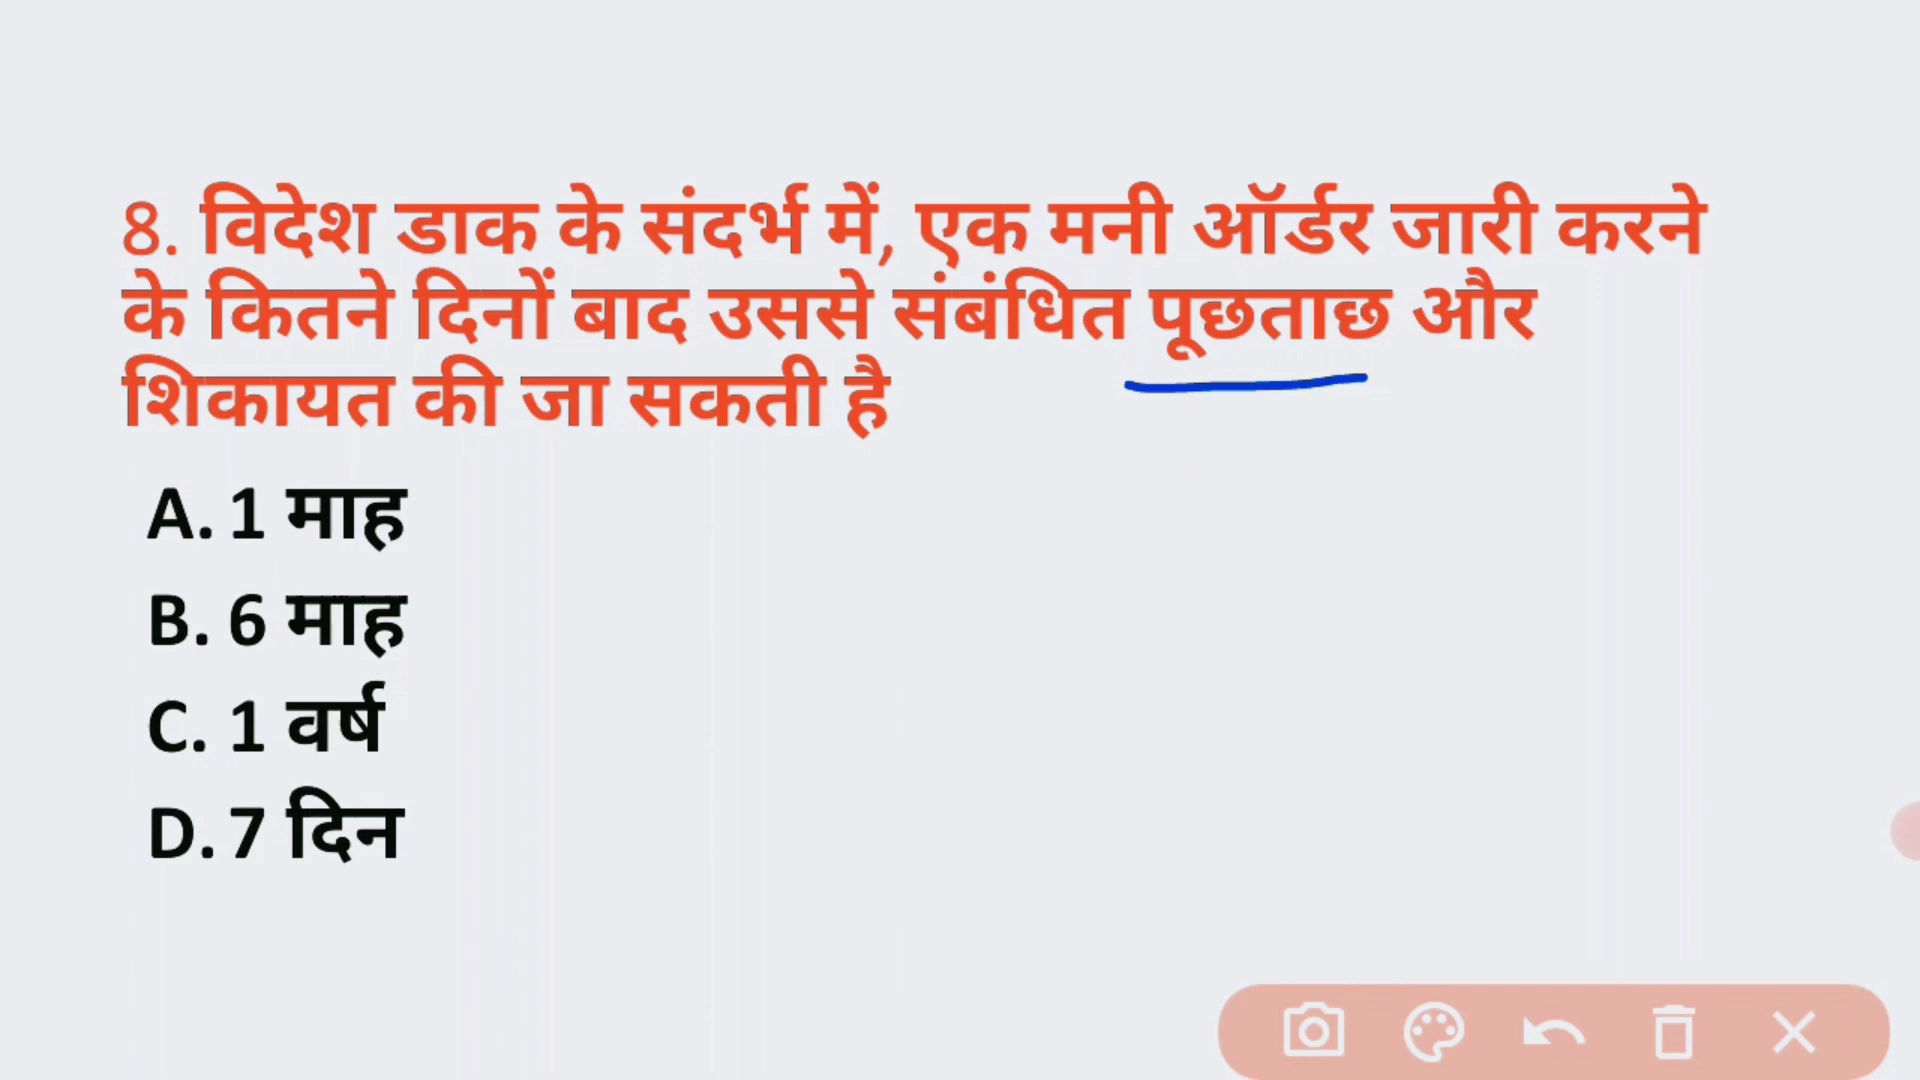 8. विदेश डाक के संदर्भ में, एक मनी ऑर्डर जारी करने
के कितने दिनों बाद उससे संबंधित पूछताछ और
शिकायत की जा सकती है
A. 1 माह
B. 6 माह
C. 1 वर्ष
D. 7 दिन